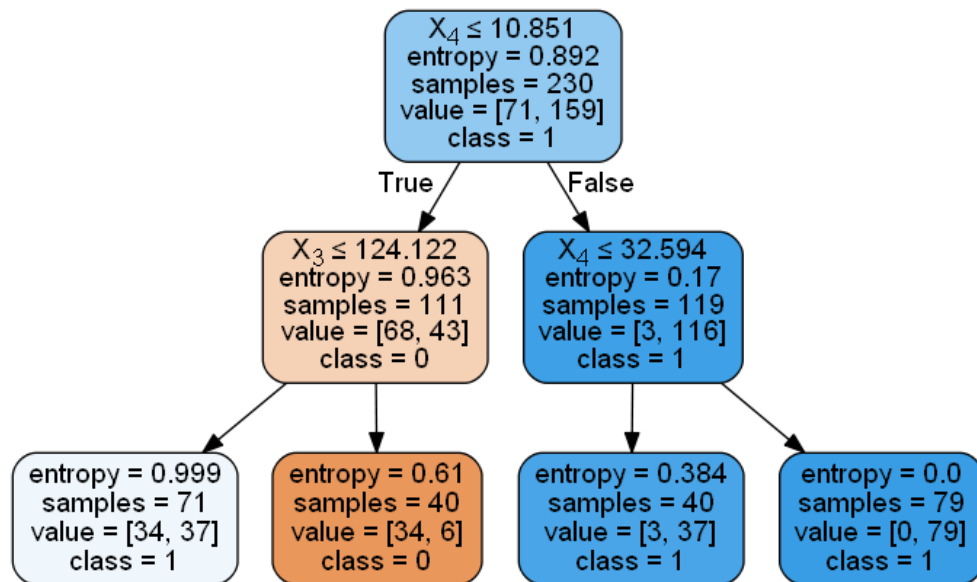 X₄ ≤ 10.851
entropy = 0.892
samples = 230
value = [71, 159]
class = 1
True
False
X₃ ≤ 124.122
entropy = 0.963
samples = 111
value = [68, 43]
class = 0
X₄ ≤ 32.594
entropy = 0.17
samples = 119
value = [3, 116]
class = 1
entropy = 0.999
samples = 71
value = [34, 37]
class = 1
entropy = 0.61
samples = 40
value = [34, 6]
class = 0
entropy = 0.384
samples = 40
value = [3, 37]
class = 1
entropy = 0.0
samples = 79
value = [0, 79]
class = 1